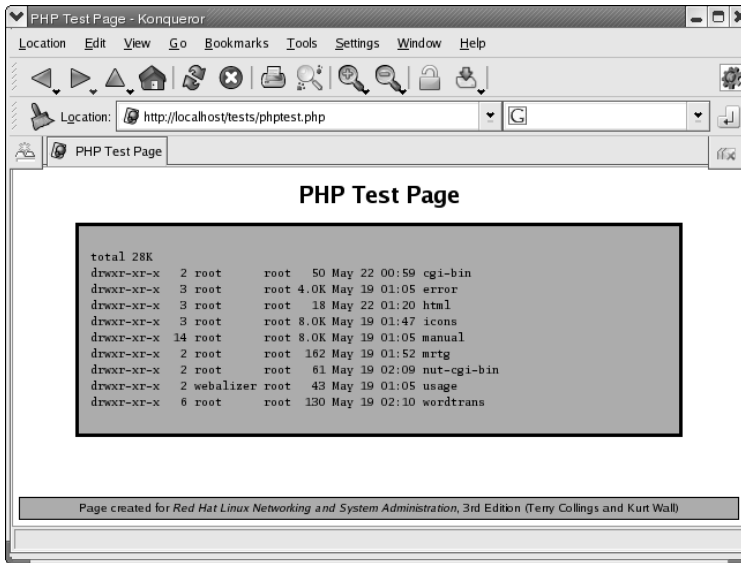 PHP Test Page - Konqueror
Location Edit View Go Bookmarks Tools Settings Window Help
Location: http://localhost/tests/phptest.php G
PHP Test Page
PHP Test Page
total 28K
drwxr-xr-x 2 root root 50 May 22 00:59 cgi-bin
drwxr-xr-x 3 root root 4.0K May 19 01:05 error
drwxr-xr-x 3 root root 18 May 22 01:20 html
drwxr-xr-x 3 root root 8.0K May 19 01:47 icons
drwxr-xr-x 14 root root 8.0K May 19 01:05 manual
drwxr-xr-x 2 root root 162 May 19 01:52 mrtg
drwxr-xr-x 2 root root 61 May 19 02:09 nut-cgi-bin
drwxr-xr-x 2 webalizer root 43 May 19 01:05 usage
drwxr-xr-x 6 root root 130 May 19 02:10 wordtrans
Page created for Red Hat Linux Networking and System Administration, 3rd Edition (Terry Collings and Kurt Wall)